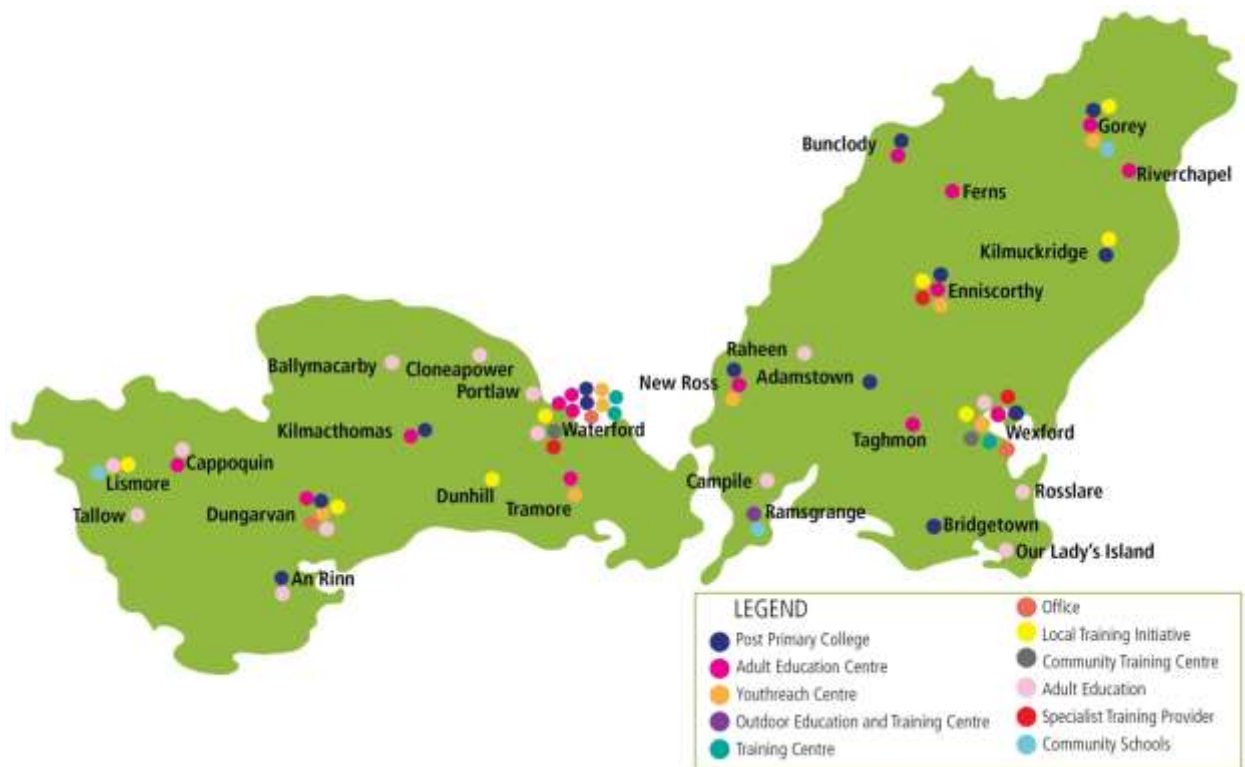 Gorey
Bunclody
Riverchapel
Ferns
Kilmuckridge
Enniscorthy
Raheen
Ballymacarby
Cloneapower
New Ross
Adamstown
Portlaw
Kilmacthomas
Waterford
Taghmon
Wexford
Cappoquin
Lismore
Dunhill
Campile
Rosslare
Tramore
Tallow
Dungarvan
Ramsgrange
Bridgetown
Our Lady's Island
An Rinn
LEGEND
Post Primary College
Adult Education Centre
Youthreach Centre
Outdoor Education and Training Centre
Training Centre
Office
Local Training Initiative
Community Training Centre
Adult Education
Specialist Training Provider
Community Schools